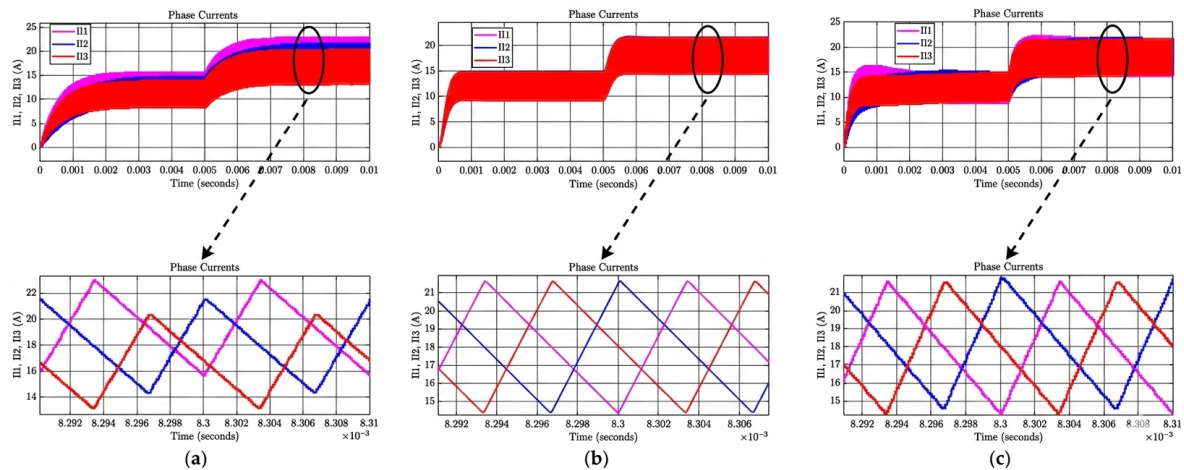 Phase Currents
Il1, Il2, Il3 (A)
25
20
15
10
5
0
Il1
Il2
Il3
0 0.001 0.002 0.003 0.004 0.005 0.006 0.007 0.008 0.009 0.01
Time (seconds)
Phase Currents
Il1, Il2, Il3 (A)
20
15
10
5
0
Il1
Il2
Il3
0 0.001 0.002 0.003 0.004 0.005 0.006 0.007 0.008 0.009 0.01
Time (seconds)
Phase Currents
Il1, Il2, Il3 (A)
20
15
10
5
0
Il1
Il2
Il3
0 0.001 0.002 0.003 0.004 0.005 0.006 0.007 0.008 0.009 0.01
Time (seconds)
Phase Currents
Il1, Il2, Il3 (A)
22
20
18
16
14
8.292 8.294 8.296 8.298 8.3 8.302 8.304 8.306 8.308 8.31
Time (seconds) ×10⁻³
(a)
Phase Currents
Il1, Il2, Il3 (A)
21
20
19
18
17
16
15
8.292 8.294 8.296 8.298 8.3 8.302 8.304 8.306
Time (seconds) ×10⁻³
(b)
Phase Currents
Il1, Il2, Il3 (A)
21
20
19
18
17
16
15
8.292 8.294 8.296 8.298 8.3 8.302 8.304 8.306 8.308 8.31
Time (seconds) ×10⁻³
(c)